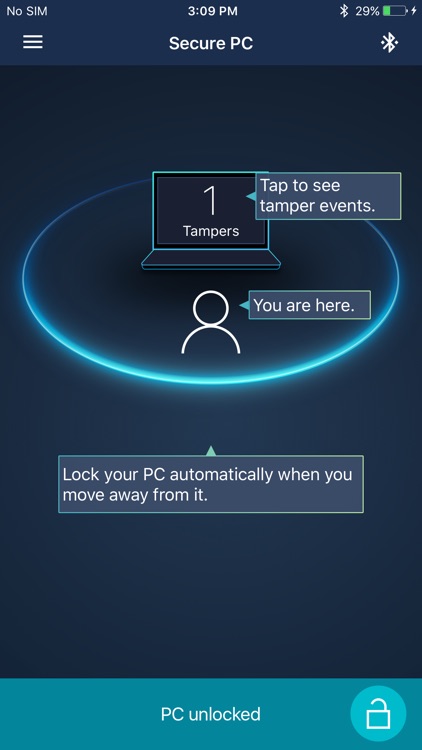 No SIM 3:09 PM 29%
Secure PC
1
Tampers
Tap to see
tamper events.
You are here.
Lock your PC automatically when you
move away from it.
PC unlocked